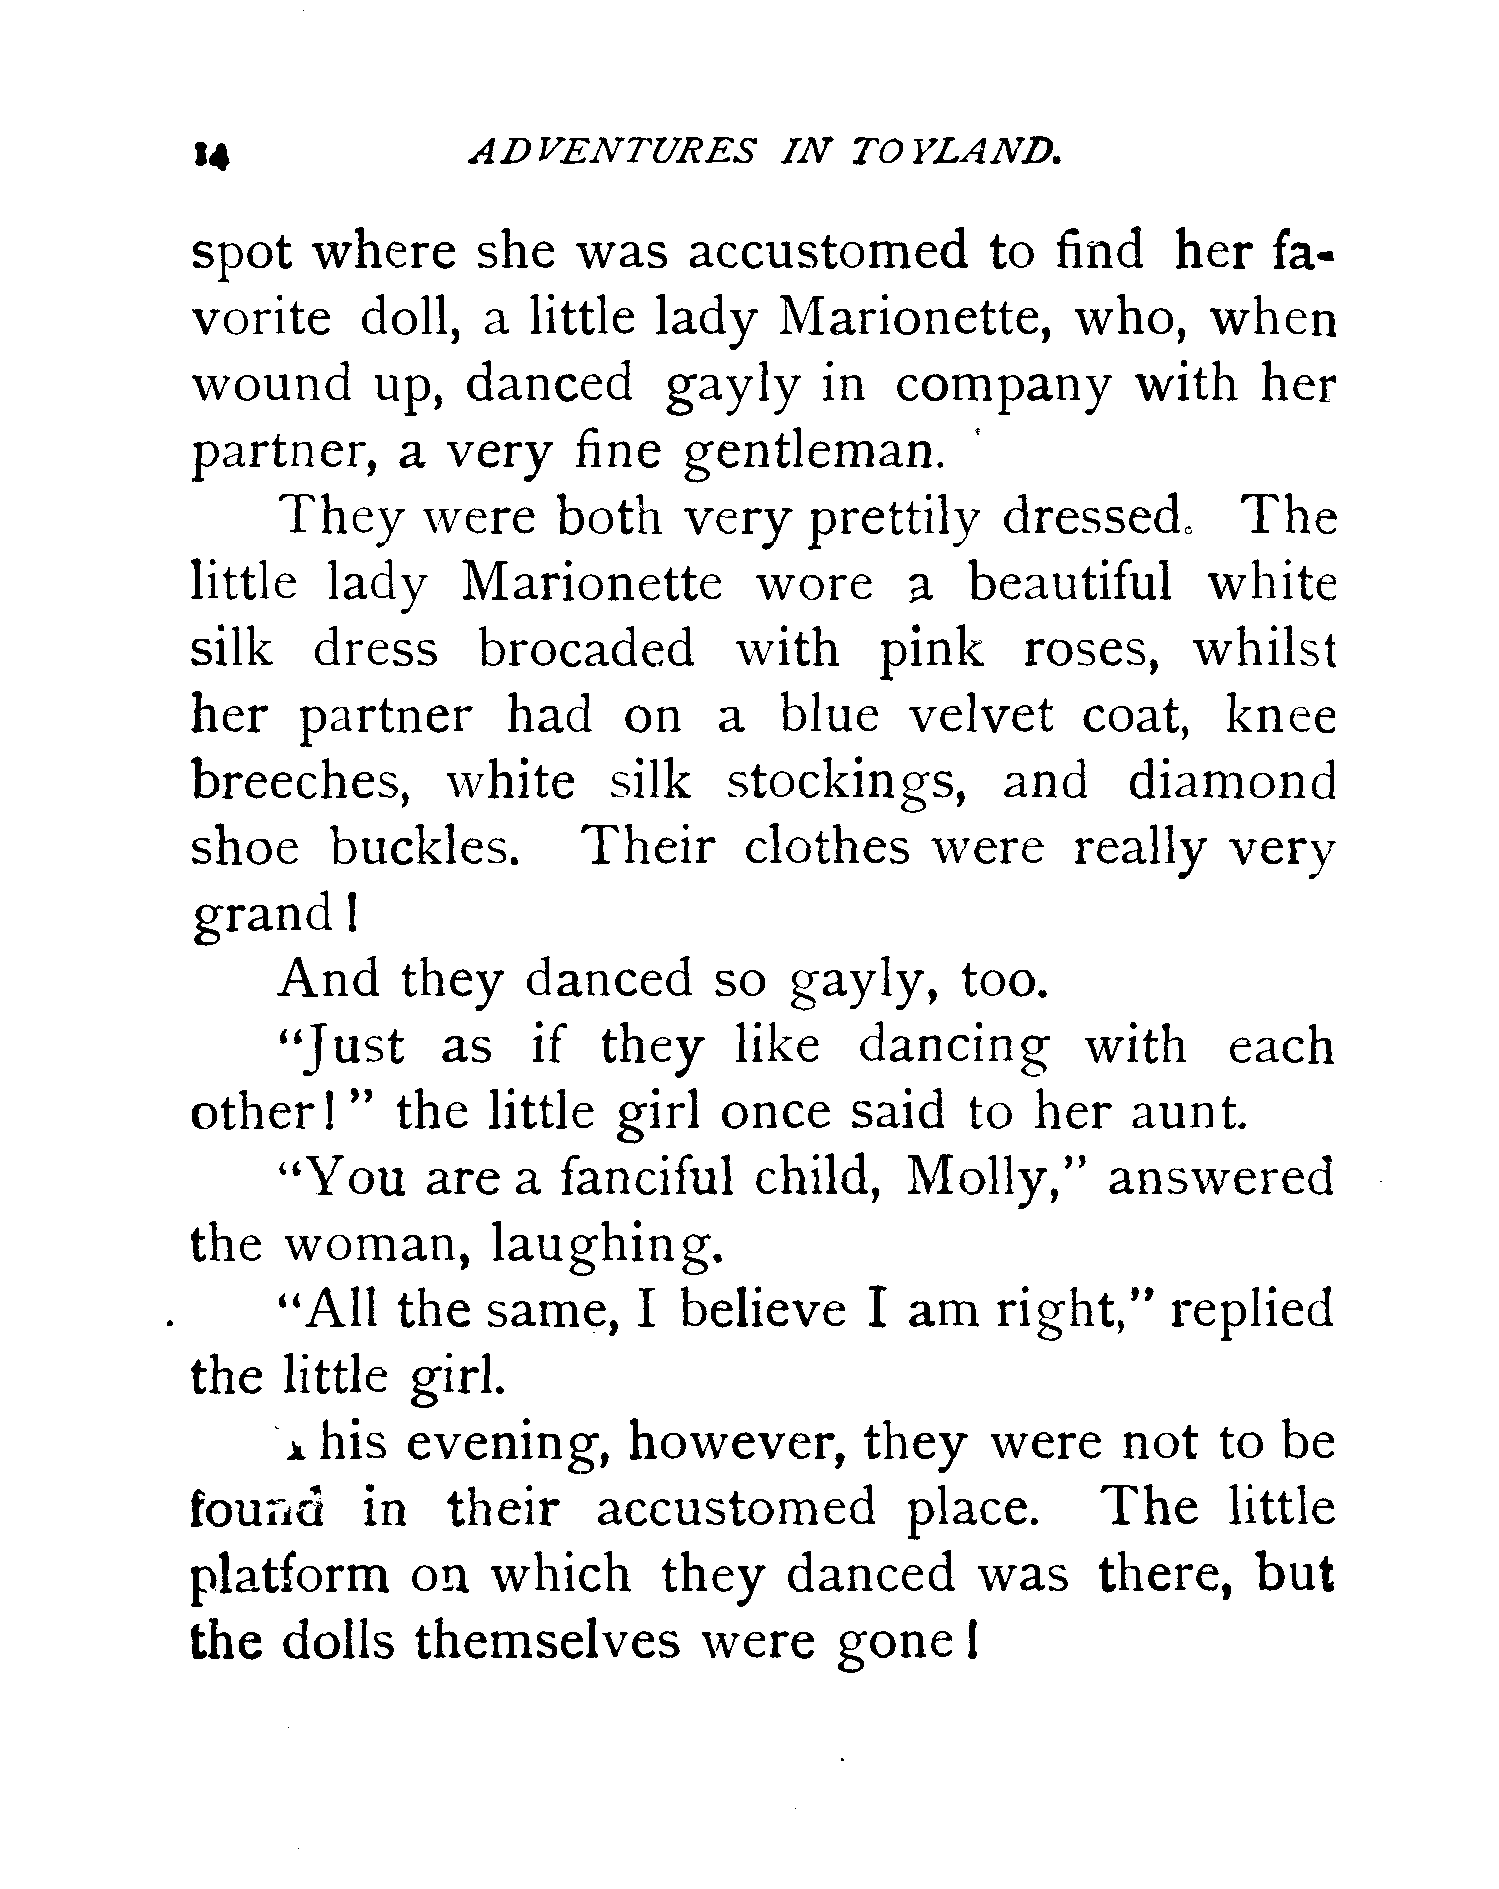 14 ADVENTURES IN TOYLAND.
spot where she was accustomed to find her fa-
vorite doll, a little lady Marionette, who, when
wound up, danced gayly in company with her
partner, a very fine gentleman.
They were both very prettily dressed. The
little lady Marionette wore a beautiful white
silk dress brocaded with pink roses, whilst
her partner had on a blue velvet coat, knee
breeches, white silk stockings, and diamond
shoe buckles. Their clothes were really very
grand!
And they danced so gayly, too.
"Just as if they like dancing with each
other!" the little girl once said to her aunt.
"You are a fanciful child, Molly," answered
the woman, laughing.
"All the same, I believe I am right," replied
the little girl.
This evening, however, they were not to be
found in their accustomed place. The little
platform on which they danced was there, but
the dolls themselves were gone!